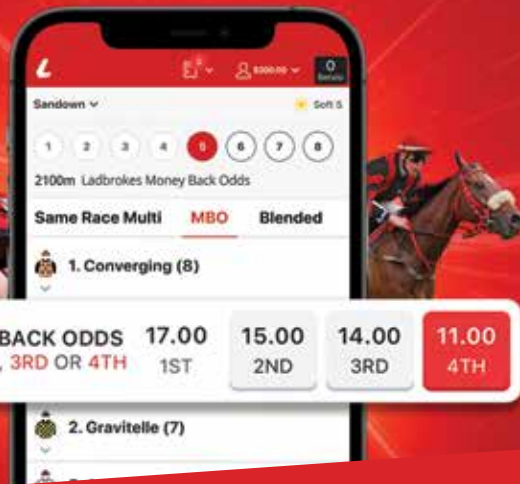 0
Sandown
Soft 5
1 2 3 4 5 6 7 8
2100m Ladbrokes Money Back Odds
Same Race Multi MBO Blended
1. Converging (8)
BACK ODDS 17.00 15.00 14.00 11.00
3RD OR 4TH 1ST 2ND 3RD 4TH
2. Gravitelle (7)